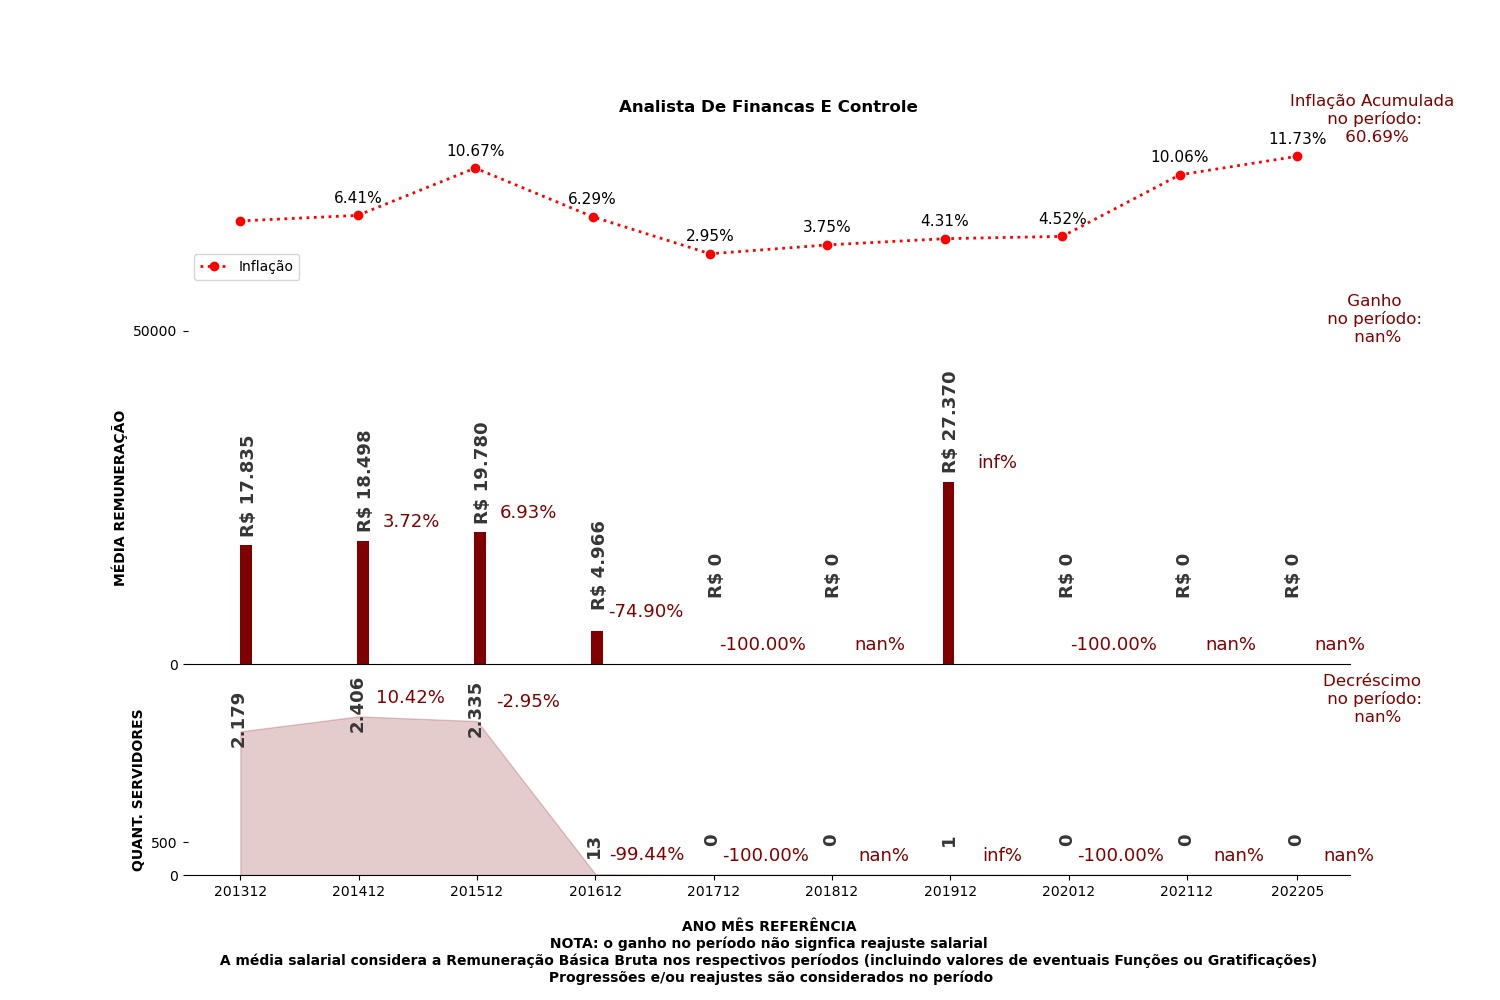 Analista De Financas E Controle
Inflação Acumulada
no período:
60.69%
6.41%
10.67%
6.29%
2.95%
3.75%
4.31%
4.52%
10.06%
11.73%
Inflação
Ganho
no período:
nan%
MÉDIA REMUNERAÇÃO
50000
0
R$ 17.835
R$ 18.498
3.72%
R$ 19.780
6.93%
R$ 4.966
-74.90%
R$ 0
-100.00%
R$ 0
nan%
R$ 27.370
inf%
R$ 0
-100.00%
R$ 0
nan%
R$ 0
nan%
Decréscimo
no período:
nan%
QUANT. SERVIDORES
500
0
2.179
2.406
10.42%
2.335
-2.95%
13
-99.44%
0
-100.00%
0
nan%
1
inf%
0
-100.00%
0
nan%
0
nan%
201312
201412
201512
201612
201712
201812
201912
202012
202112
202205
ANO MÊS REFERÊNCIA
NOTA: o ganho no período não signfica reajuste salarial
A média salarial considera a Remuneração Básica Bruta nos respectivos períodos (incluindo valores de eventuais Funções ou Gratificações)
Progressões e/ou reajustes são considerados no período